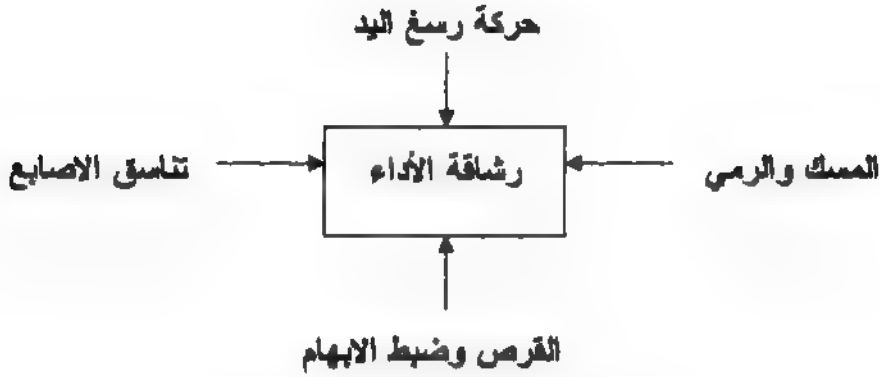 حركة رسغ اليد
المسك والرمي
رشاقة الأداء
تناسق الاصابع
القرص وضبط الابهام